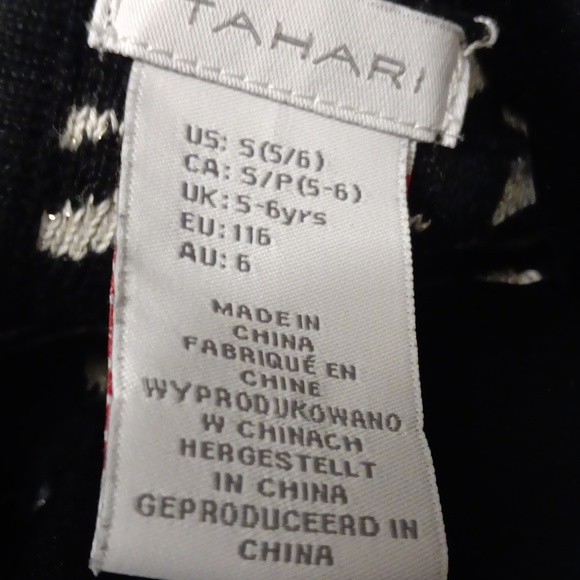 TAHARI
US: S(5/6)
CA: S/P(5-6)
UK:5-6yrs
EU:116
AU: 6
MADE IN
CHINA
FABRIQUÉ EN
CHINE
WYPRODUKOWANO
W CHINACH
HERGESTELLT
IN CHINA
GEPRODUCEERD IN
CHINA